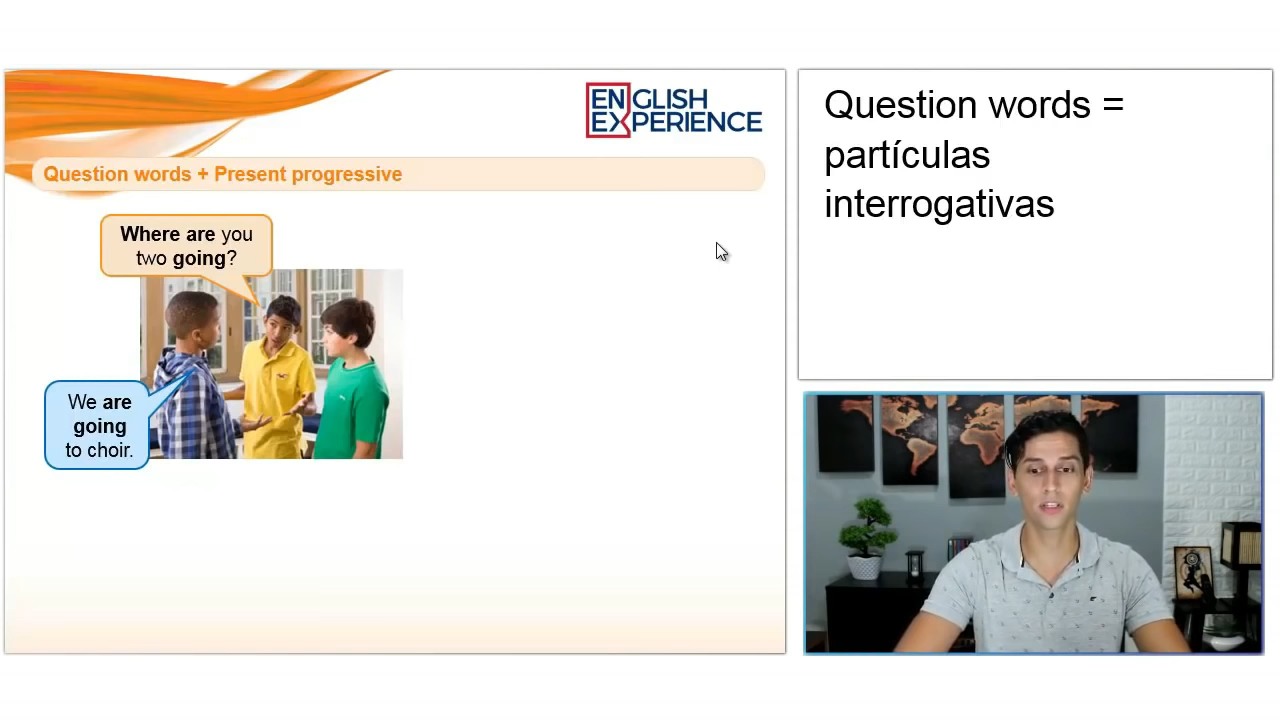 ENGLISH
EXPERIENCE
Question words + Present progressive
Where are you
two going?
We are
going
to choir.
Question words =
partículas
interrogativas